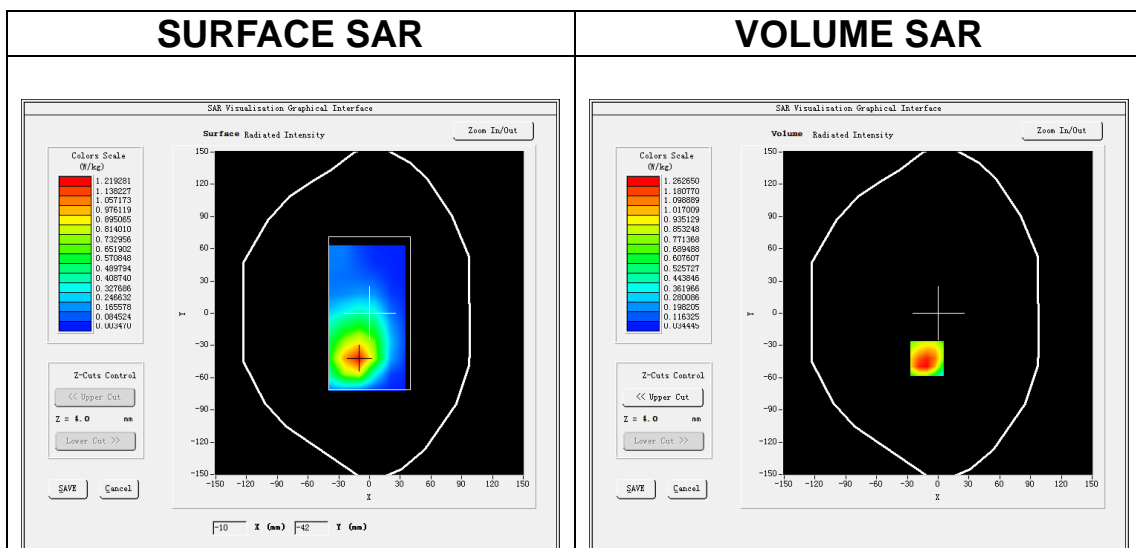 SURFACE SAR
VOLUME SAR
SAR Visualisation Graphical Interface
Surface Radiated Intensity
Zoom In/Out
Colors Scale
(W/kg)
1.219281
1.138227
1.057173
0.976119
0.895065
0.814010
0.732956
0.651902
0.570848
0.489794
0.408740
0.327686
0.246632
0.165578
0.084524
0.003470
150
120
90
60
30
0
-30
-60
-90
-120
-150
Y
-150 -120 -90 -60 -30 0 30 60 90 120 150
X
Z-Cuts Control
<< Upper Cut
Z = 4.0 mm
Lower Cut >>
SAVE Cancel
-10 X (mm) -42 Y (mm)
SAR Visualisation Graphical Interface
Volume Radiated Intensity
Zoom In/Out
Colors Scale
(W/kg)
1.262650
1.180770
1.098889
1.017009
0.935129
0.853248
0.771368
0.689488
0.607607
0.525727
0.443846
0.361966
0.280086
0.198205
0.116325
0.034445
150
120
90
60
30
0
-30
-60
-90
-120
-150
Y
-150 -120 -90 -60 -30 0 30 60 90 120 150
X
Z-Cuts Control
<< Upper Cut
Z = 4.0 mm
Lower Cut >>
SAVE Cancel